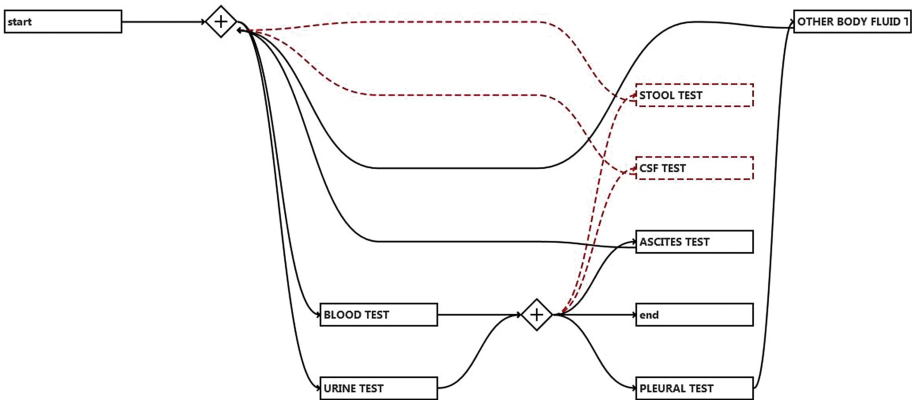 start
OTHER BODY FLUID
STOOL TEST
CSF TEST
ASCITES TEST
BLOOD TEST
end
URINE TEST
PLEURAL TEST